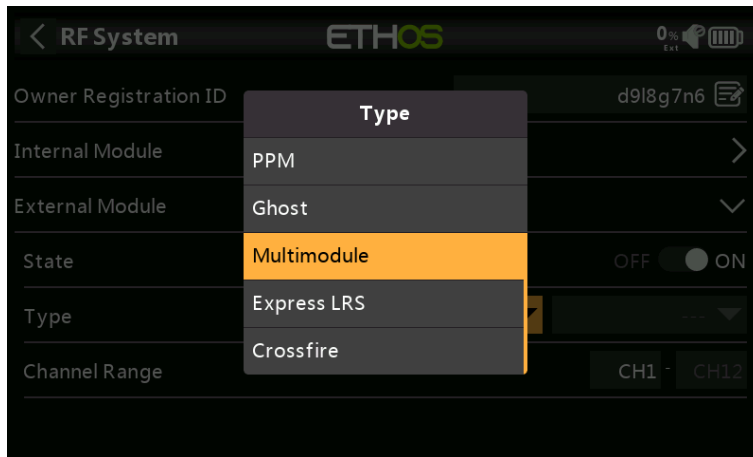 RF System ETHOS 0% Ext
Owner Registration ID d9l8g7n6
Type
Internal Module
PPM
External Module
Ghost
State Multimodule OFF ON
Express LRS
Type ---
Crossfire
Channel Range CH1 - CH12